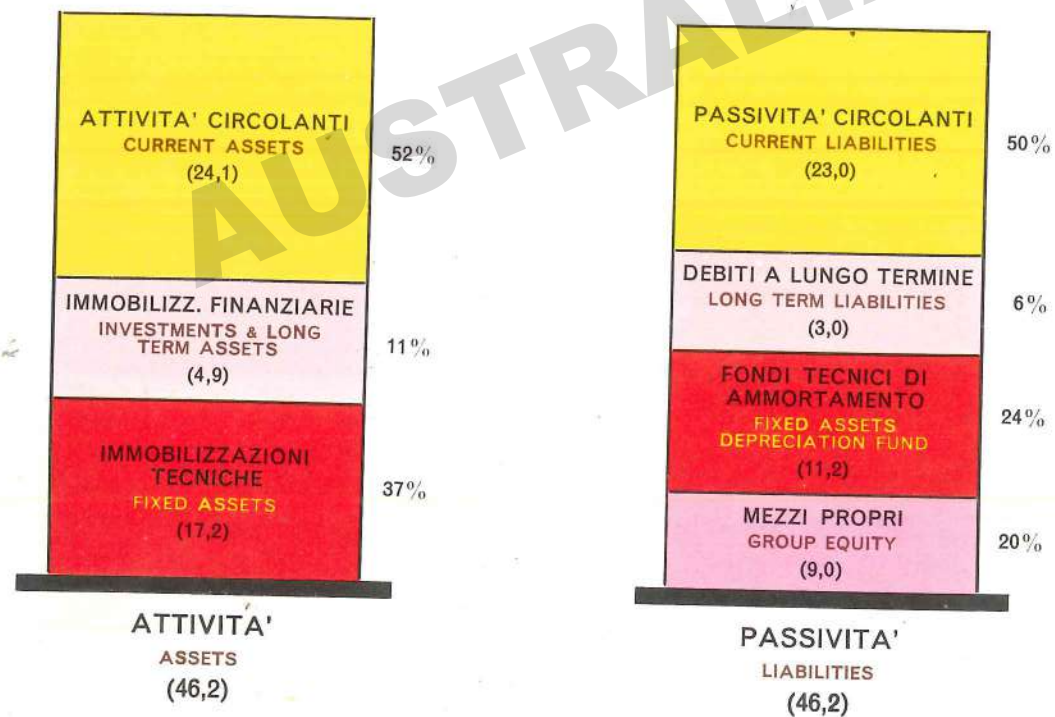 ATTIVITA' CIRCOLANTI
CURRENT ASSETS
(24,1)
52%
IMMOBILIZZ. FINANZIARIE
INVESTMENTS & LONG
TERM ASSETS
(4,9)
11%
IMMOBILIZZAZIONI
TECNICHE
FIXED ASSETS
(17,2)
37%
ATTIVITA'
ASSETS
(46,2)
PASSIVITA' CIRCOLANTI
CURRENT LIABILITIES
(23,0)
50%
DEBITI A LUNGO TERMINE
LONG TERM LIABILITIES
(3,0)
6%
FONDI TECNICI DI
AMMORTAMENTO
FIXED ASSETS
DEPRECIATION FUND
(11,2)
24%
MEZZI PROPRI
GROUP EQUITY
(9,0)
20%
PASSIVITA'
LIABILITIES
(46,2)